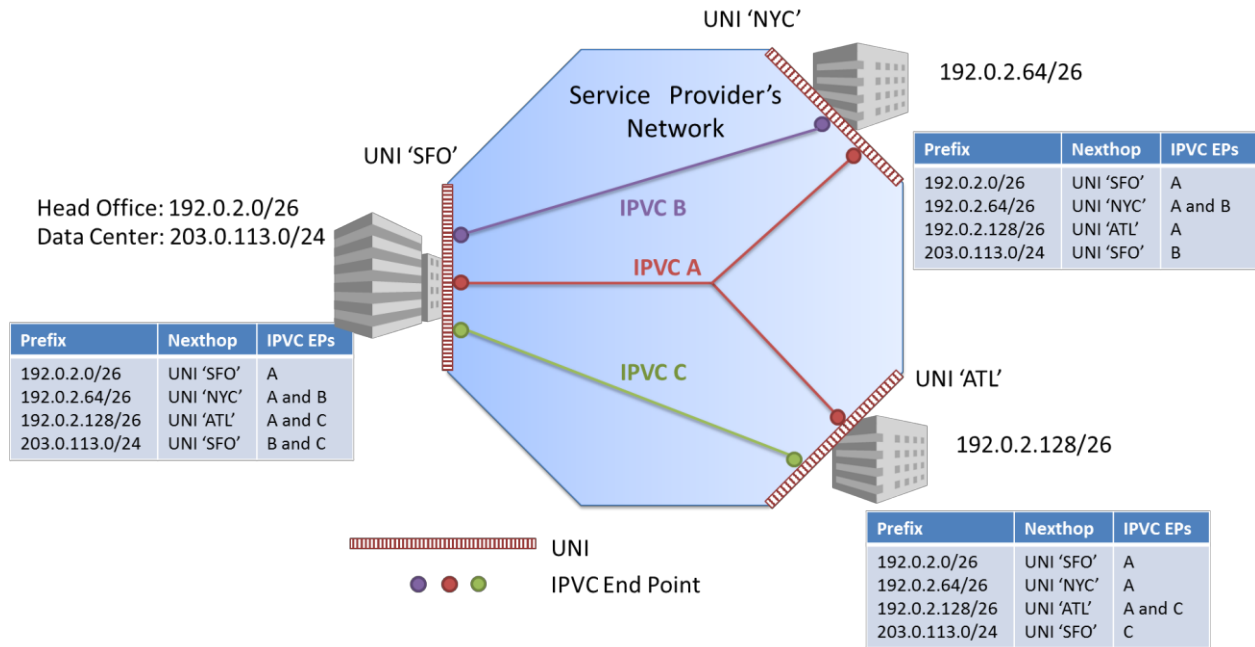 UNI 'NYC'
192.0.2.64/26
Service Provider's
Network
UNI 'SFO'
Prefix Nexthop IPVC EPs
192.0.2.0/26 UNI 'SFO' A
192.0.2.64/26 UNI 'NYC' A and B
192.0.2.128/26 UNI 'ATL' A
203.0.113.0/24 UNI 'SFO' B
Head Office: 192.0.2.0/26
Data Center: 203.0.113.0/24
IPVC B
IPVC A
IPVC C
Prefix Nexthop IPVC EPs
192.0.2.0/26 UNI 'SFO' A
192.0.2.64/26 UNI 'NYC' A and B
192.0.2.128/26 UNI 'ATL' A and C
203.0.113.0/24 UNI 'SFO' B and C
UNI 'ATL'
192.0.2.128/26
Prefix Nexthop IPVC EPs
192.0.2.0/26 UNI 'SFO' A
192.0.2.64/26 UNI 'NYC' A
192.0.2.128/26 UNI 'ATL' A and C
203.0.113.0/24 UNI 'SFO' C
UNI
IPVC End Point